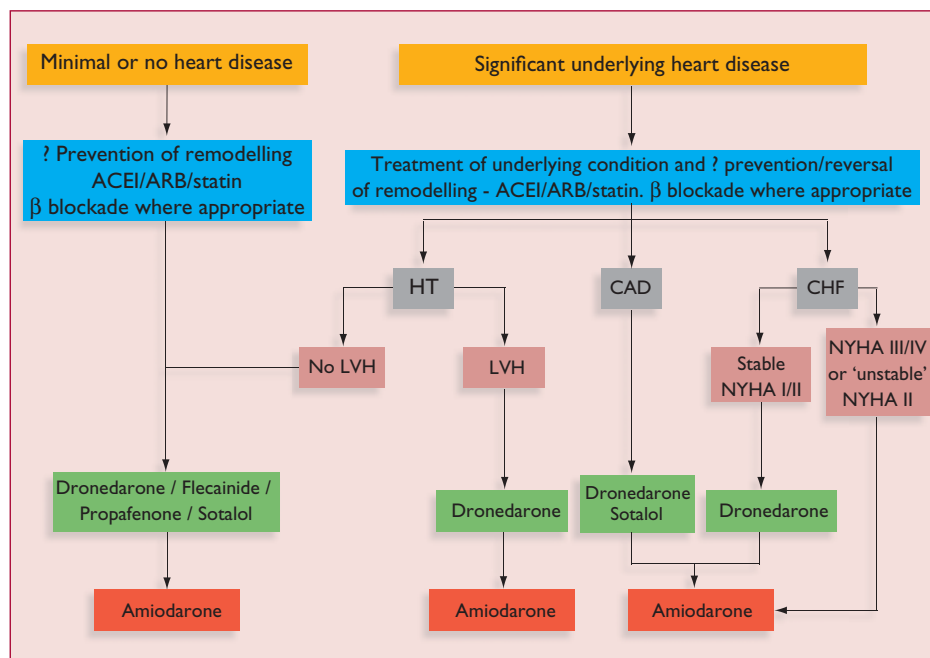 Minimal or no heart disease
Significant underlying heart disease
? Prevention of remodelling
ACEI/ARB/statin
β blockade where appropriate
Treatment of underlying condition and ? prevention/reversal
of remodelling - ACEI/ARB/statin. β blockade where appropriate
HT
CAD
CHF
No LVH
LVH
Stable
NYHA I/II
NYHA III/IV
or ‘unstable’
NYHA II
Dronedarone / Flecainide /
Propafenone / Sotalol
Dronedarone
Dronedarone
Sotalol
Dronedarone
Amiodarone
Amiodarone
Amiodarone